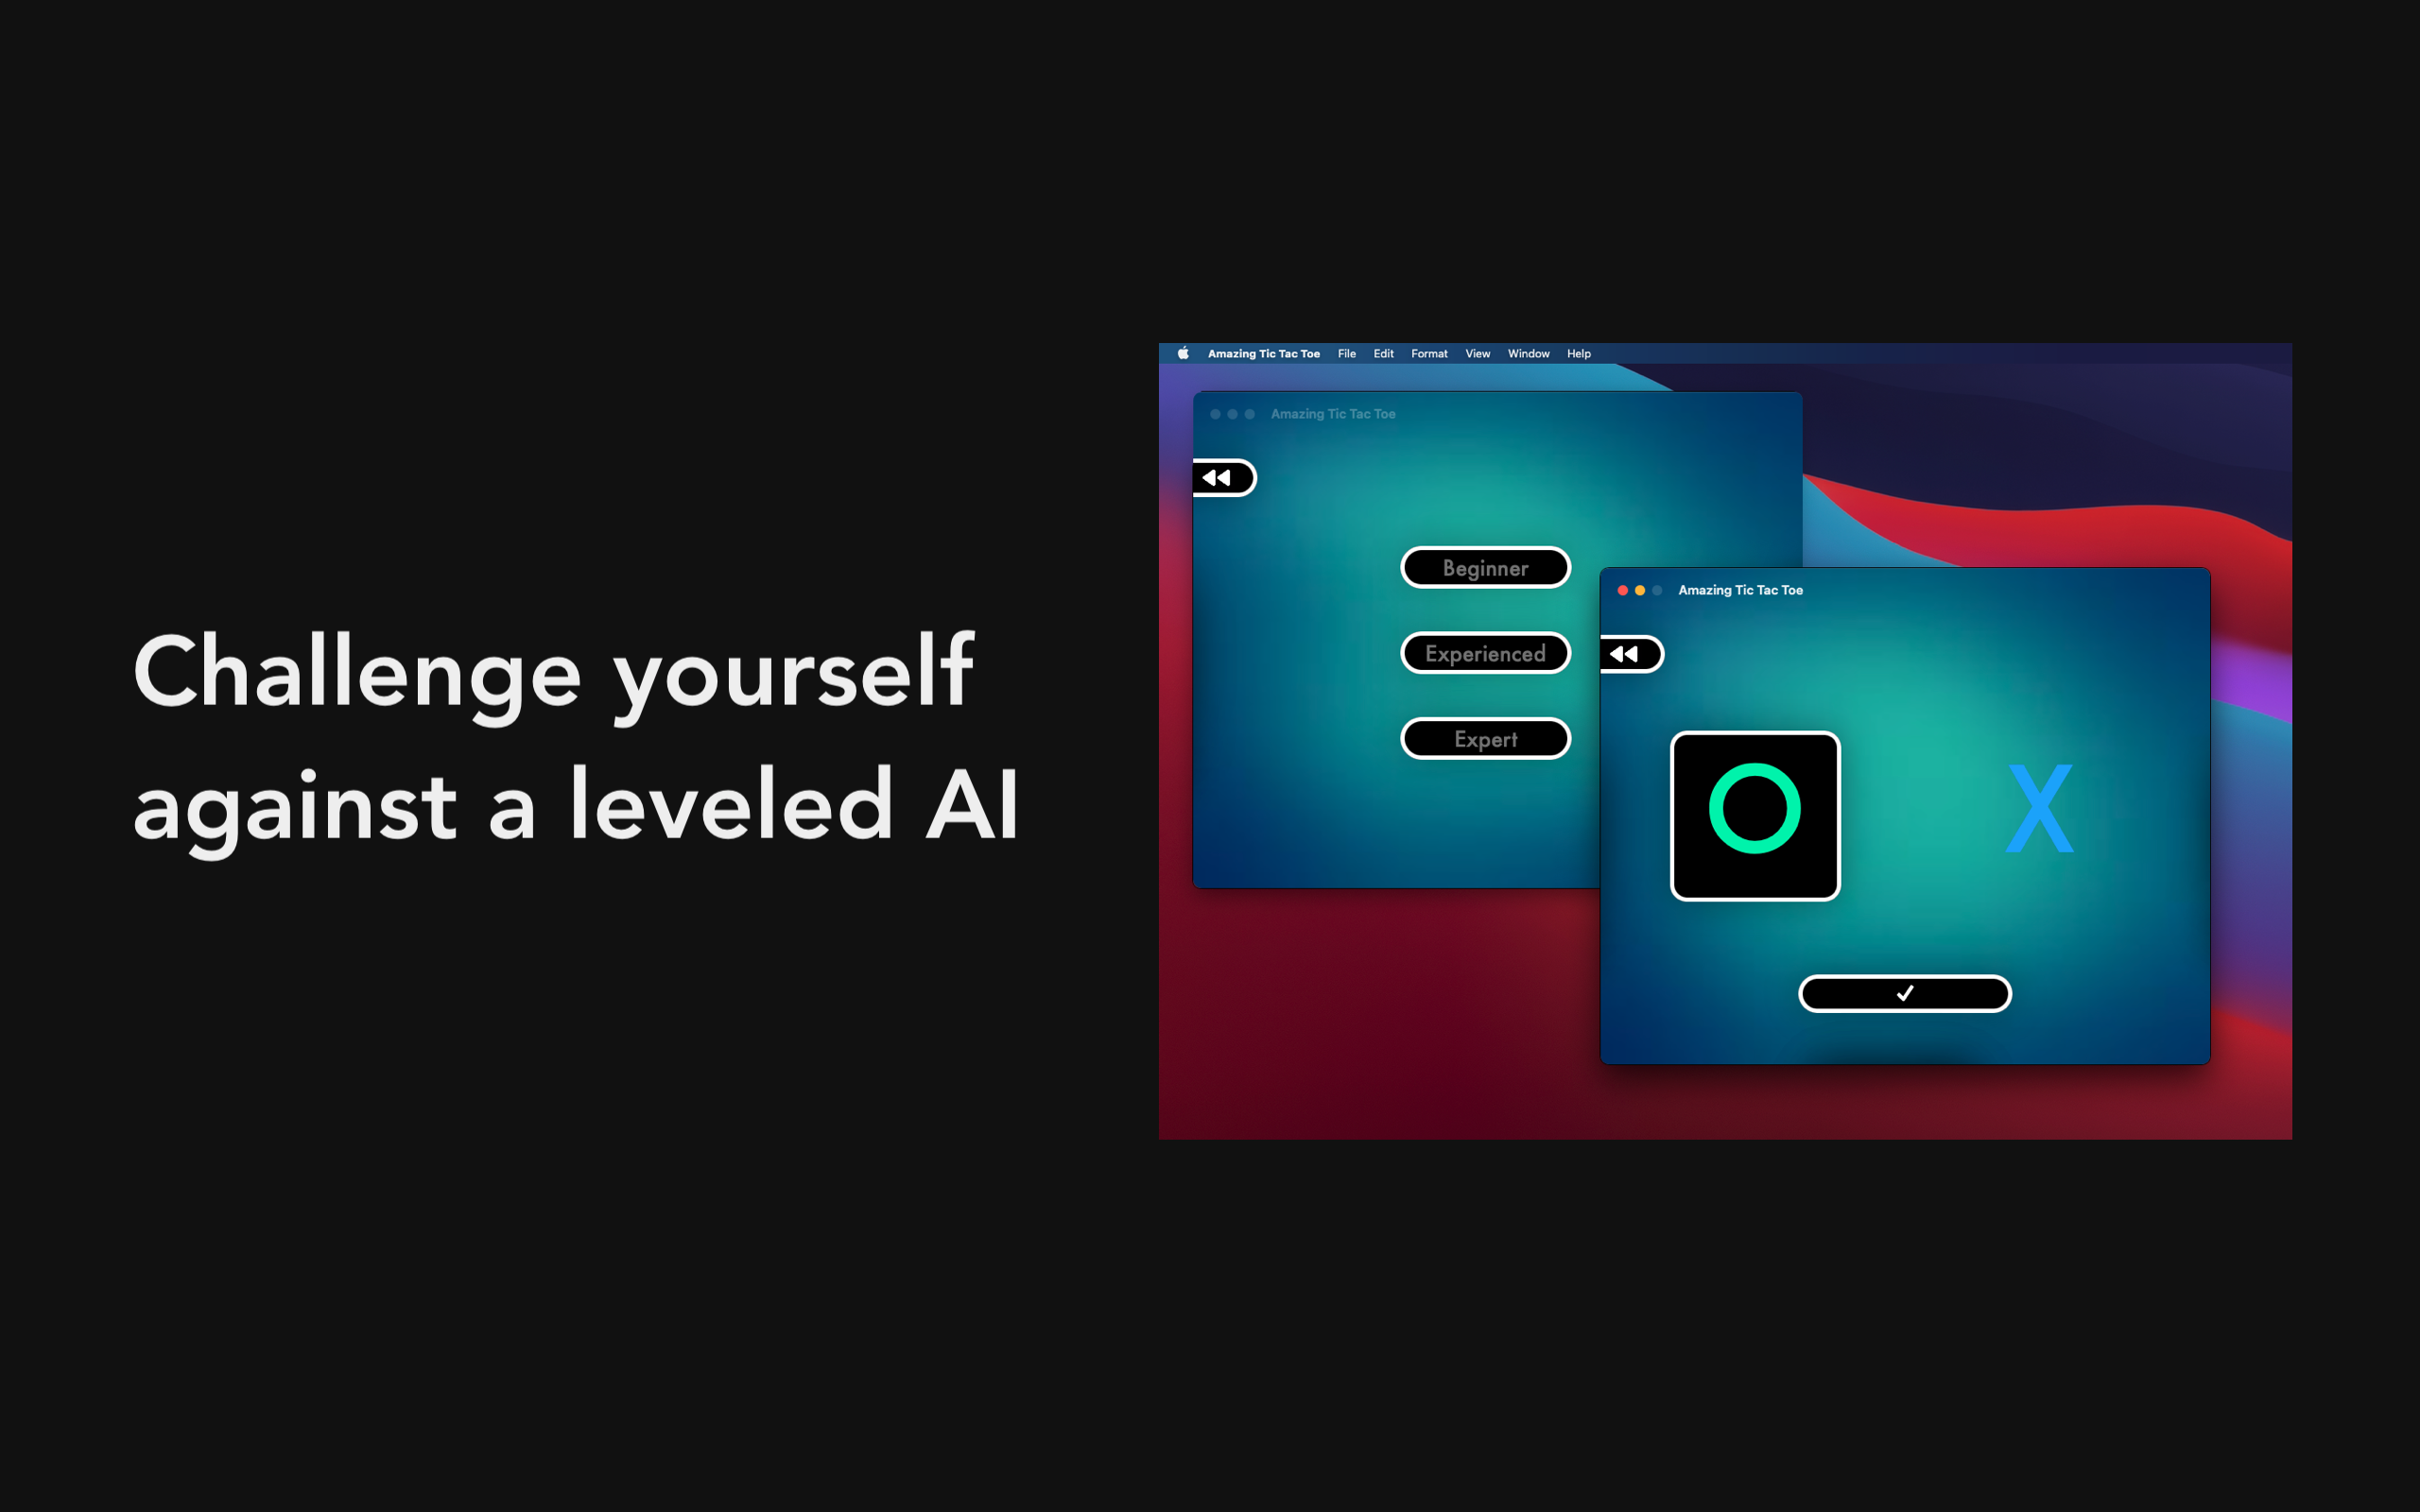 Challenge yourself
against a leveled AI
Amazing Tic Tac Toe File Edit Format View Window Help
Amazing Tic Tac Toe
Beginner
Experienced
Expert
Amazing Tic Tac Toe
O X